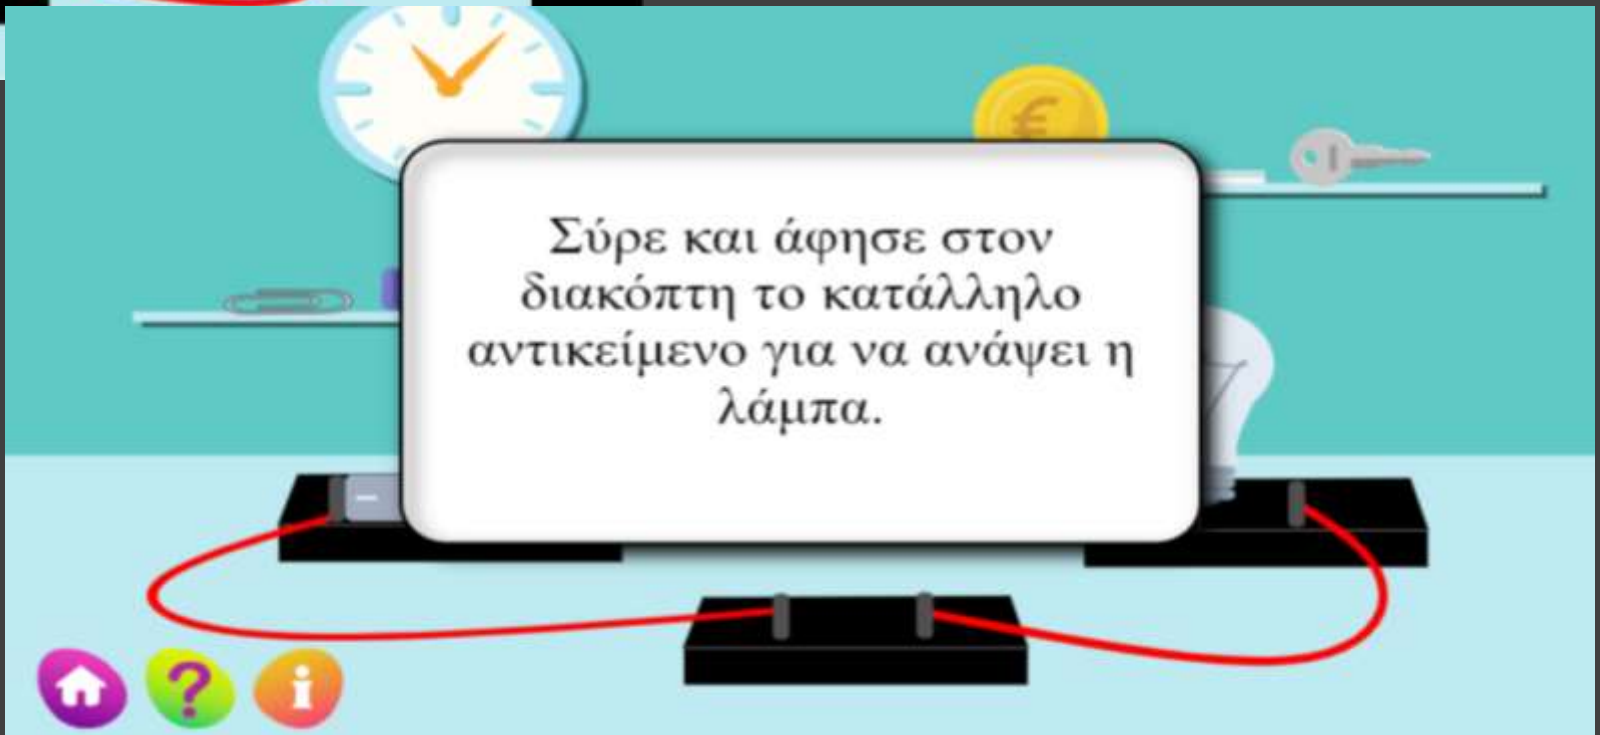 €
Σύρε και άφησε στον
διακόπτη το κατάλληλο
αντικείμενο για να ανάψει η
λάμπα.
−
? i